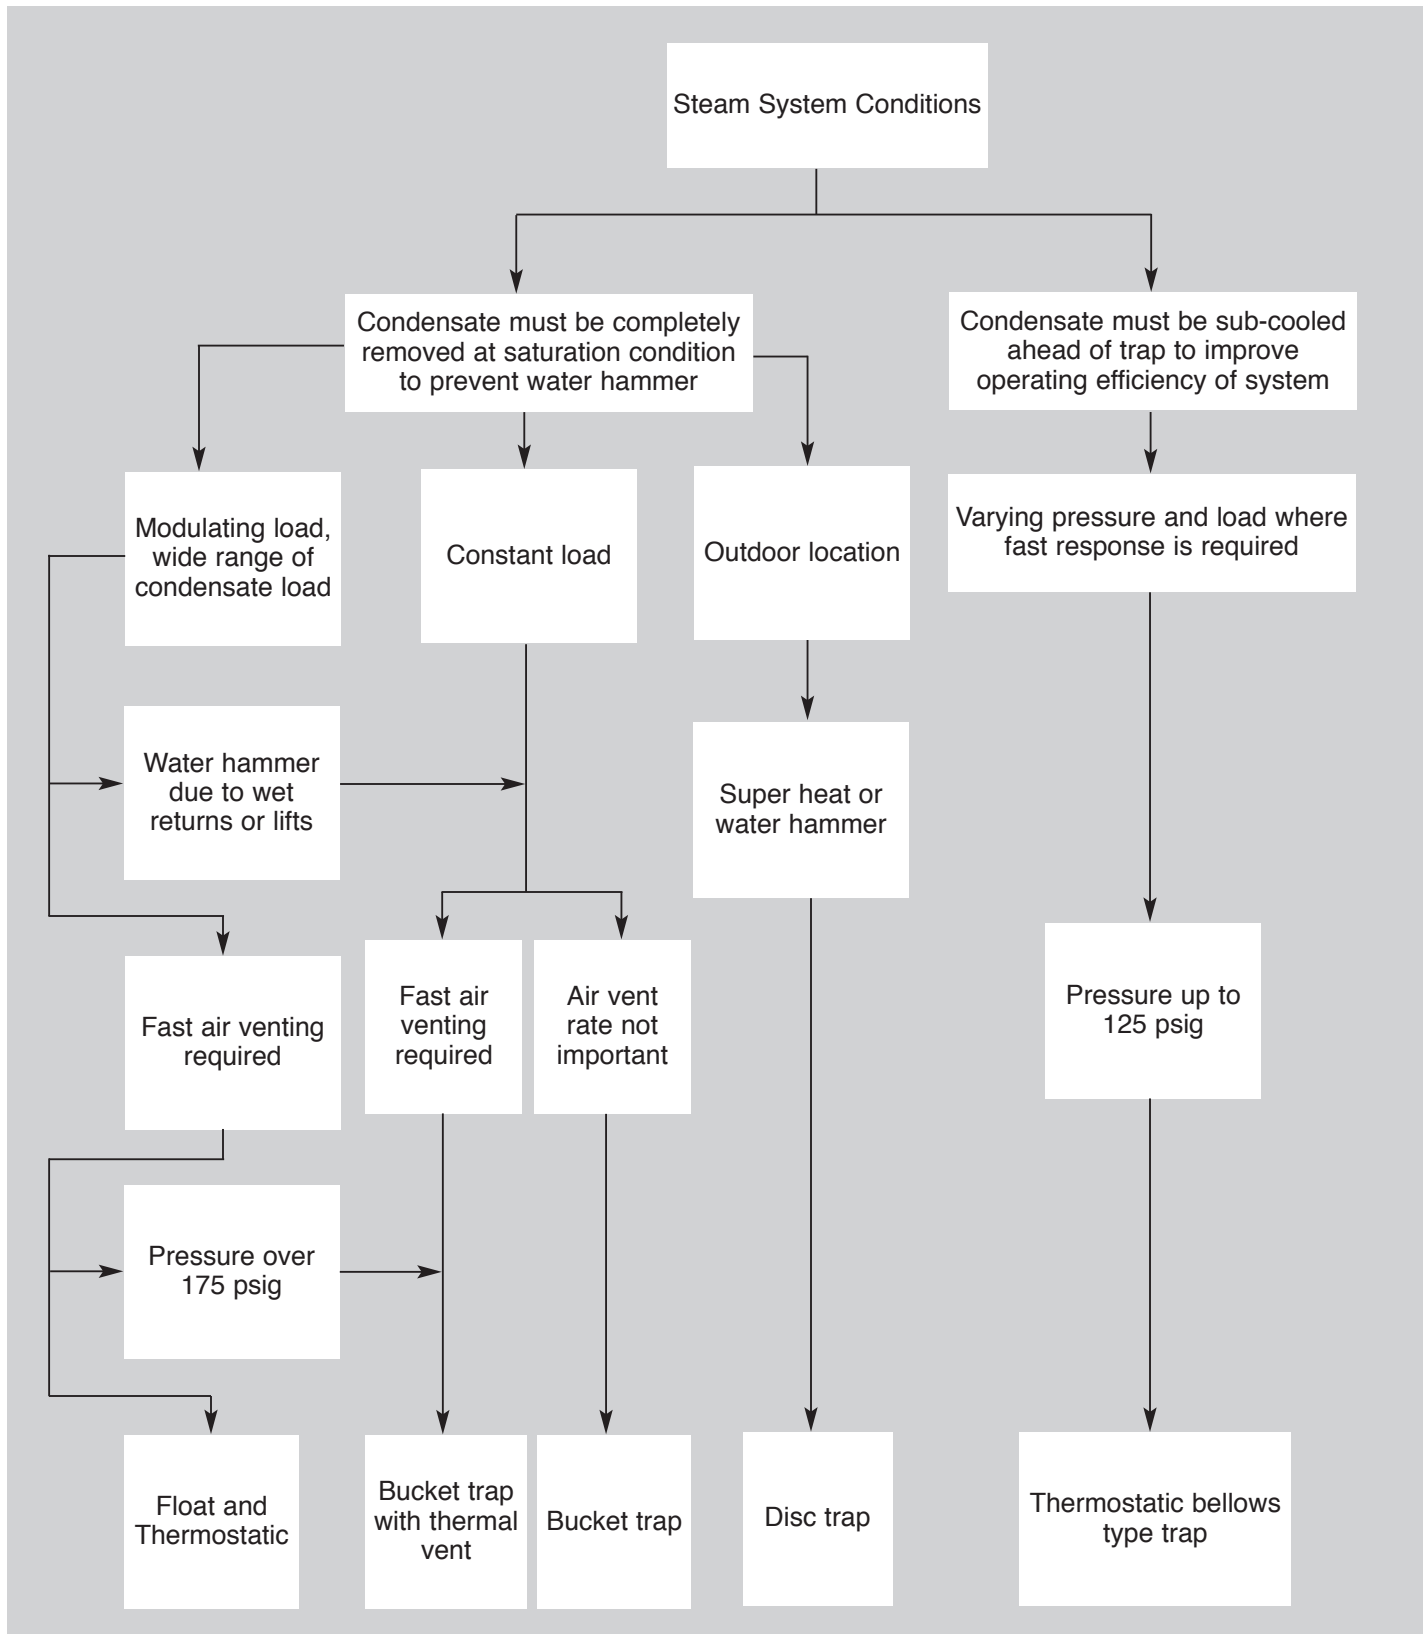 Steam System Conditions
Condensate must be completely
removed at saturation condition
to prevent water hammer
Condensate must be sub-cooled
ahead of trap to improve
operating efficiency of system
Modulating load,
wide range of
condensate load
Constant load
Outdoor location
Varying pressure and load where
fast response is required
Water hammer
due to wet
returns or lifts
Super heat or
water hammer
Fast air venting
required
Fast air
venting
required
Air vent
rate not
important
Pressure up to
125 psig
Pressure over
175 psig
Float and
Thermostatic
Bucket trap
with thermal
vent
Bucket trap
Disc trap
Thermostatic bellows
type trap